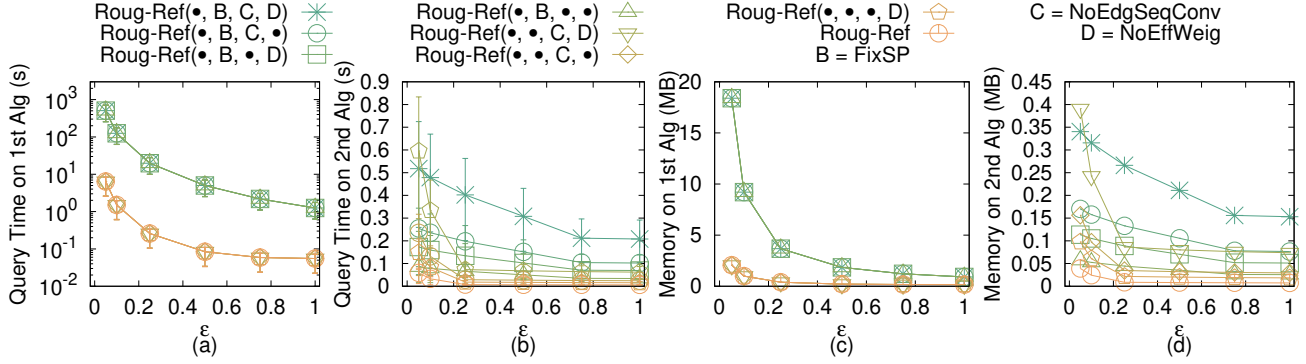 Roug-Ref(•, B, C, D)
Roug-Ref(•, B, C, •)
Roug-Ref(•, B, •, D)
Roug-Ref(•, B, •, •)
Roug-Ref(•, •, C, D)
Roug-Ref(•, •, C, •)
Roug-Ref(•, •, •, D)
Roug-Ref
B = FixSP
C = NoEdgSeqConv
D = NoEffWeig
Query Time on 1st Alg (s)
10³
10²
10¹
10⁰
10⁻¹
10⁻²
0 0.2 0.4 0.6 0.8 1
ε
(a)
Query Time on 2nd Alg (s)
0.9
0.8
0.7
0.6
0.5
0.4
0.3
0.2
0.1
0
0 0.2 0.4 0.6 0.8 1
ε
(b)
Memory on 1st Alg (MB)
20
15
10
5
0
0 0.2 0.4 0.6 0.8 1
ε
(c)
Memory on 2nd Alg (MB)
0.45
0.4
0.35
0.3
0.25
0.2
0.15
0.1
0.05
0
0 0.2 0.4 0.6 0.8 1
ε
(d)